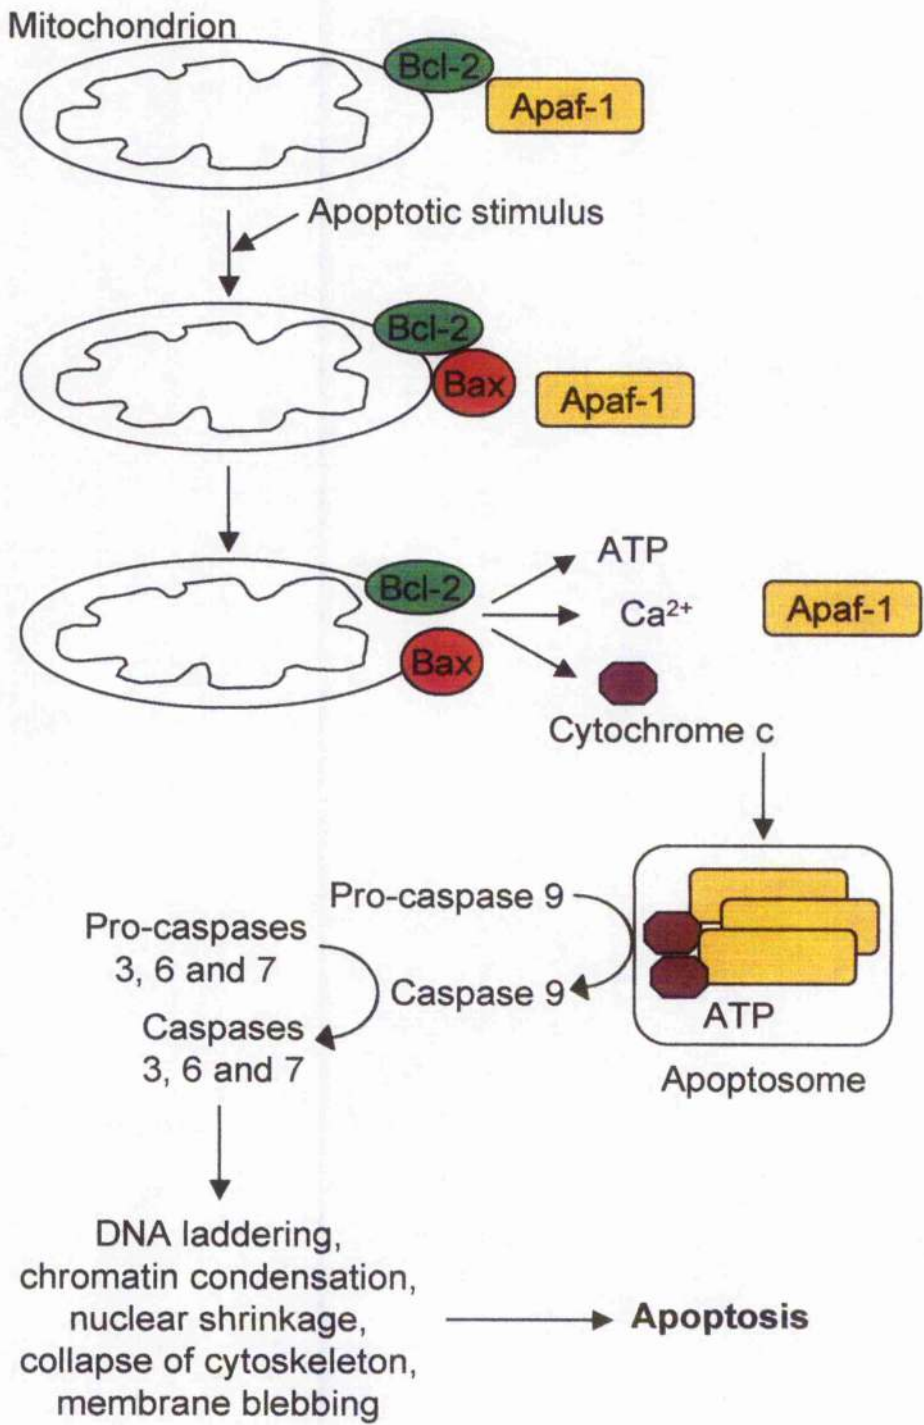 Mitochondrion
Bcl-2
Apaf-1
Apoptotic stimulus
Bcl-2
Bax
Apaf-1
ATP
Bcl-2
Ca²⁺
Apaf-1
Bax
Cytochrome c
Pro-caspase 9
Pro-caspases
3, 6 and 7
Caspase 9
Caspases
3, 6 and 7
ATP
Apoptosome
DNA laddering,
chromatin condensation,
nuclear shrinkage,
collapse of cytoskeleton,
membrane blebbing
Apoptosis